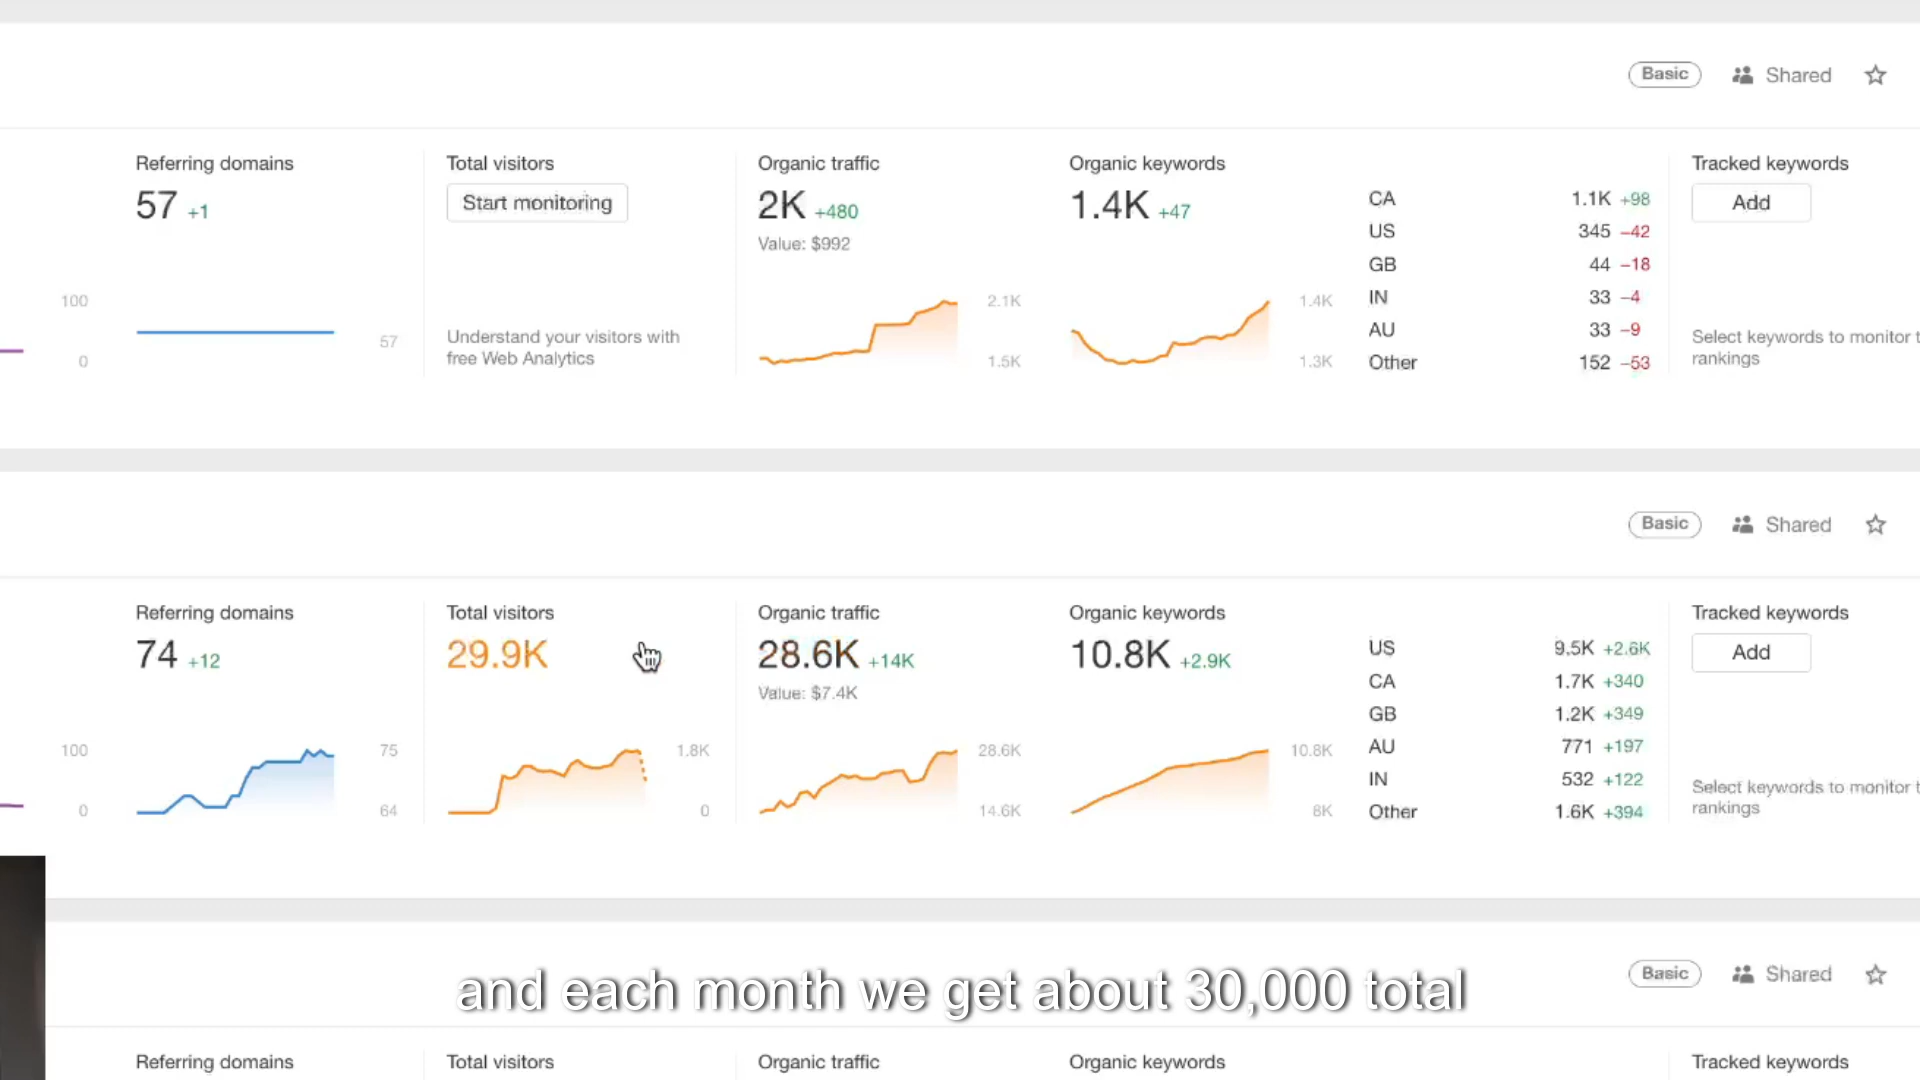 Basic Shared
Referring domains
57 +1
100
0
57
Total visitors
Start monitoring
Understand your visitors with
free Web Analytics
Organic traffic
2K +480
Value: $992
2.1K
1.5K
Organic keywords
1.4K +47
1.4K
1.3K
CA 1.1K +98
US 345 −42
GB 44 −18
IN 33 −4
AU 33 −9
Other 152 −53
Tracked keywords
Add
Select keywords to monitor t
rankings
Basic Shared
Referring domains
74 +12
100
0
75
64
Total visitors
29.9K
1.8K
0
Organic traffic
28.6K +14K
Value: $7.4K
28.6K
14.6K
Organic keywords
10.8K +2.9K
10.8K
8K
US 9.5K +2.6K
CA 1.7K +340
GB 1.2K +349
AU 771 +197
IN 532 +122
Other 1.6K +394
Tracked keywords
Add
Select keywords to monitor t
rankings
Basic Shared
and each month we get about 30,000 total
Referring domains
Total visitors
Organic traffic
Organic keywords
Tracked keywords